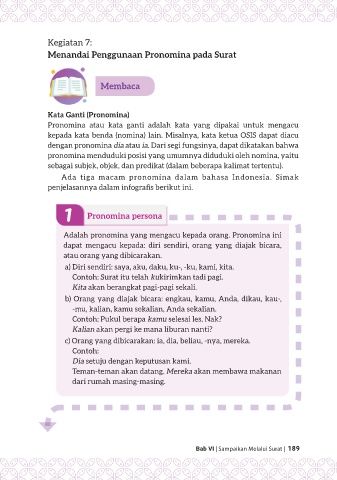 Kegiatan 7:
Menandai Penggunaan Pronomina pada Surat
Membaca
Kata Ganti (Pronomina)
Pronomina atau kata ganti adalah kata yang dipakai untuk mengacu
kepada kata benda (nomina) lain. Misalnya, kata ketua OSIS dapat diacu
dengan pronomina dia atau ia. Dari segi fungsinya, dapat dikatakan bahwa
pronomina menduduki posisi yang umumnya diduduki oleh nomina, yaitu
sebagai subjek, objek, dan predikat (dalam beberapa kalimat tertentu).
Ada tiga macam pronomina dalam bahasa Indonesia. Simak
penjelasannya dalam infografis berikut ini.
1 Pronomina persona
Adalah pronomina yang mengacu kepada orang. Pronomina ini
dapat mengacu kepada: diri sendiri, orang yang diajak bicara,
atau orang yang dibicarakan.
a) Diri sendiri: saya, aku, daku, ku-, -ku, kami, kita.
Contoh: Surat itu telah kukirimkan tadi pagi.
Kita akan berangkat pagi-pagi sekali.
b) Orang yang diajak bicara: engkau, kamu, Anda, dikau, kau-,
-mu, kalian, kamu sekalian, Anda sekalian.
Contoh: Pukul berapa kamu selesai les, Nak?
Kalian akan pergi ke mana liburan nanti?
c) Orang yang dibicarakan: ia, dia, beliau, -nya, mereka.
Contoh:
Dia setuju dengan keputusan kami.
Teman-teman akan datang. Mereka akan membawa makanan
dari rumah masing-masing.
Bab VI | Sampaikan Melalui Surat | 189